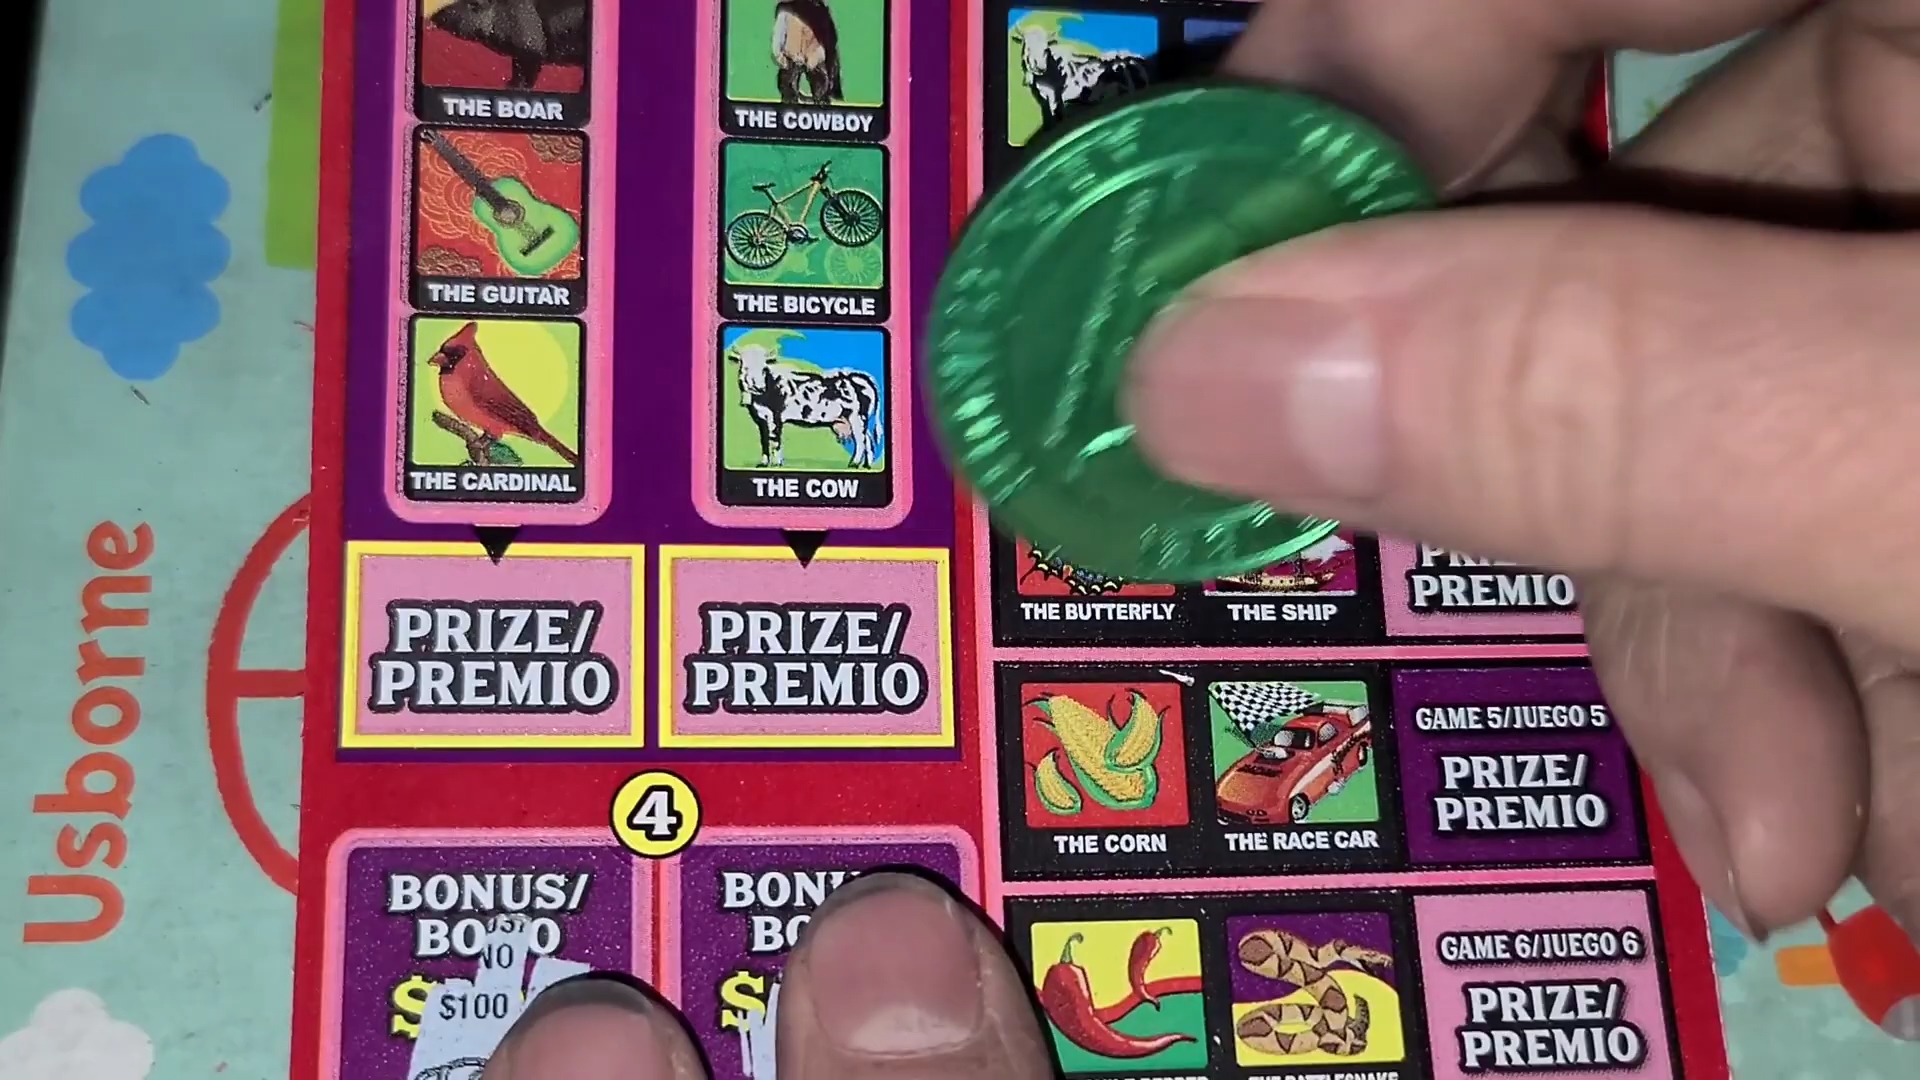 THE BOAR
THE COWBOY
THE GUITAR
THE BICYCLE
THE CARDINAL
THE COW
PRIZE/
PREMIO
PRIZE/
PREMIO
4
BONUS/
$100
THE BUTTERFLY
THE SHIP
PREMIO
THE CORN
THE RACE CAR
GAME 5/JUEGO 5
PRIZE/
PREMIO
GAME 6/JUEGO 6
PRIZE/
PREMIO
Usborne